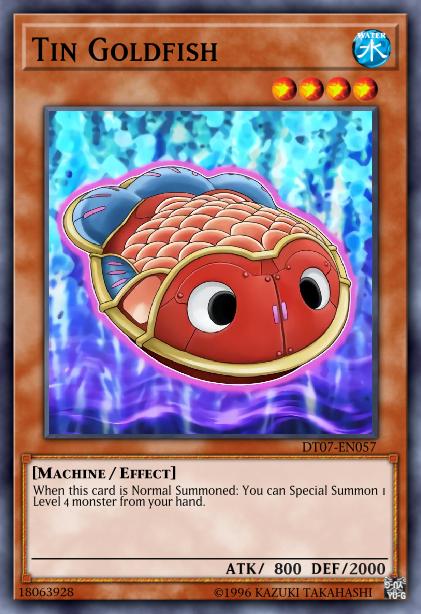 Tin Goldfish
WATER
水
DT07-EN057
[Machine / Effect]
When this card is Normal Summoned: You can Special Summon 1
Level 4 monster from your hand.
ATK/ 800 DEF/2000
18063928
©1996 KAZUKI TAKAHASHI